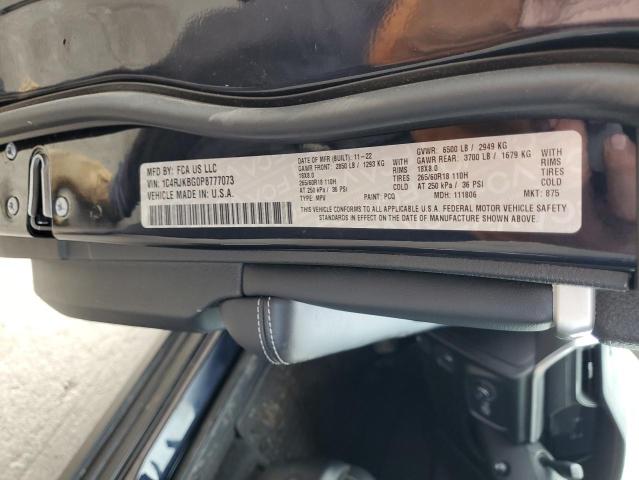 MFD BY: FCA US LLC
VIN: 1C4RJKBG0P8777073
VEHICLE MADE IN: U.S.A.
DATE OF MFR (BUILT): 11-22
GAWR FRONT: 2850 LB / 1293 KG WITH
18X8.0 RIMS
265/60R18 110H TIRES
AT 250 kPa / 36 PSI
TYPE: MPV PAINT: PCQ
GVWR: 6500 LB / 2949 KG
GAWR REAR: 3700 LB / 1679 KG WITH
18X8.0 RIMS
265/60R18 110H TIRES
AT 250 kPa / 36 PSI
MDH: 111806 MKT: 875
THIS VEHICLE CONFORMS TO ALL APPLICABLE U.S.A. FEDERAL MOTOR VEHICLE SAFETY
BUMPER, AND THEFT PREVENTION STANDARDS IN EFFECT ON THE DATE OF MANUFACTURE SHOWN ABOVE.